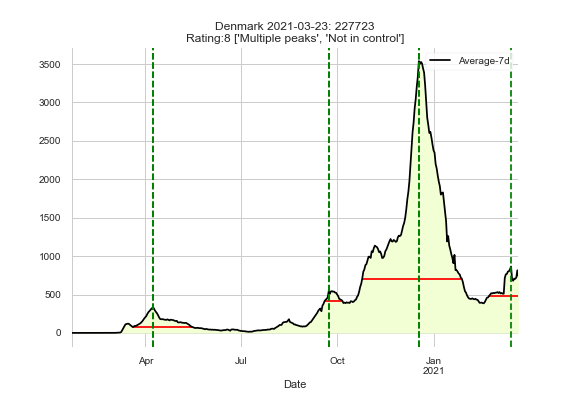 Denmark 2021-03-23: 227723
Rating:8 ['Multiple peaks', 'Not in control']
Average-7d
3500
3000
2500
2000
1500
1000
500
0
Apr
Jul
Oct
Jan
2021
Date